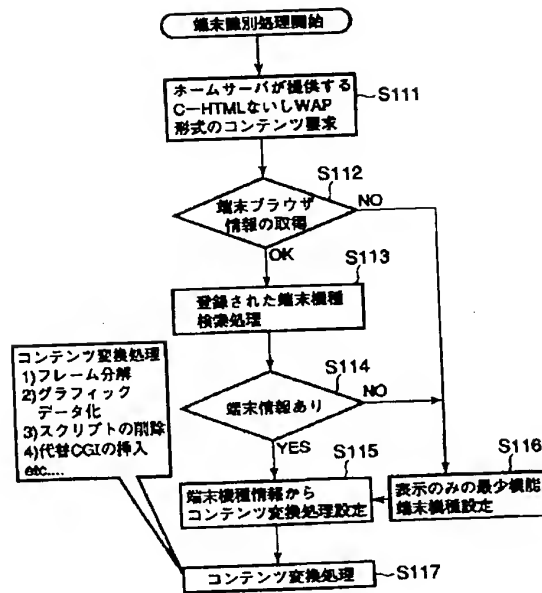 端末識別処理開始
ホームサーバが提供する
C－HTMLないしWAP
形式のコンテンツ要求
S111
S112
端末ブラウザ
情報の取得
NO
OK
S113
登録された端末機種
検索処理
コンテンツ変換処理
1)フレーム分解
2)グラフィック
データ化
3)スクリプトの削除
4)代替CGIの挿入
etc....
S114
端末情報あり
NO
YES
S115
端末機種情報から
コンテンツ変換処理設定
S116
表示のみの最少機能
端末機種設定
コンテンツ変換処理
S117